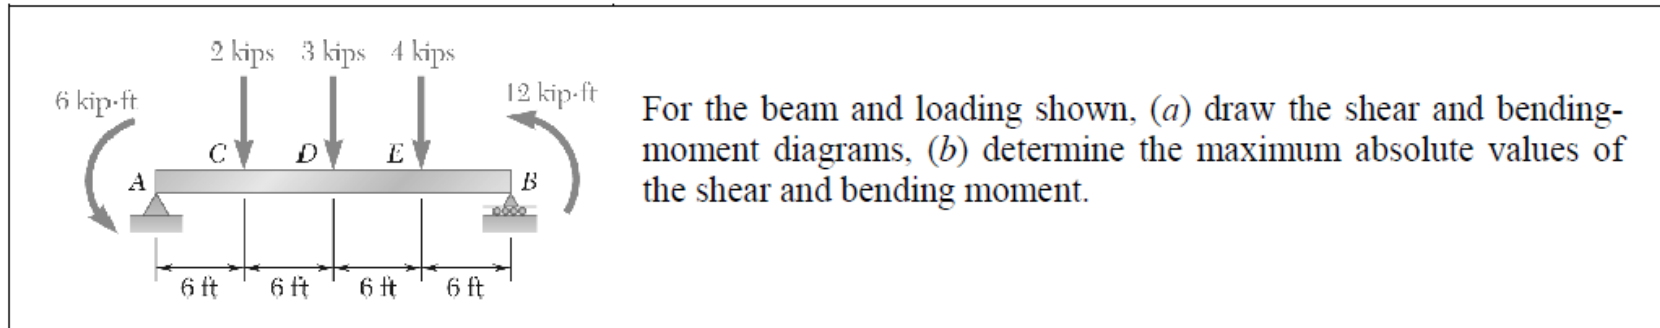 2 kips 3 kips 4 kips
6 kip·ft
12 kip·ft
C D E
A B
6 ft 6 ft 6 ft 6 ft
For the beam and loading shown, (a) draw the shear and bending-
moment diagrams, (b) determine the maximum absolute values of
the shear and bending moment.